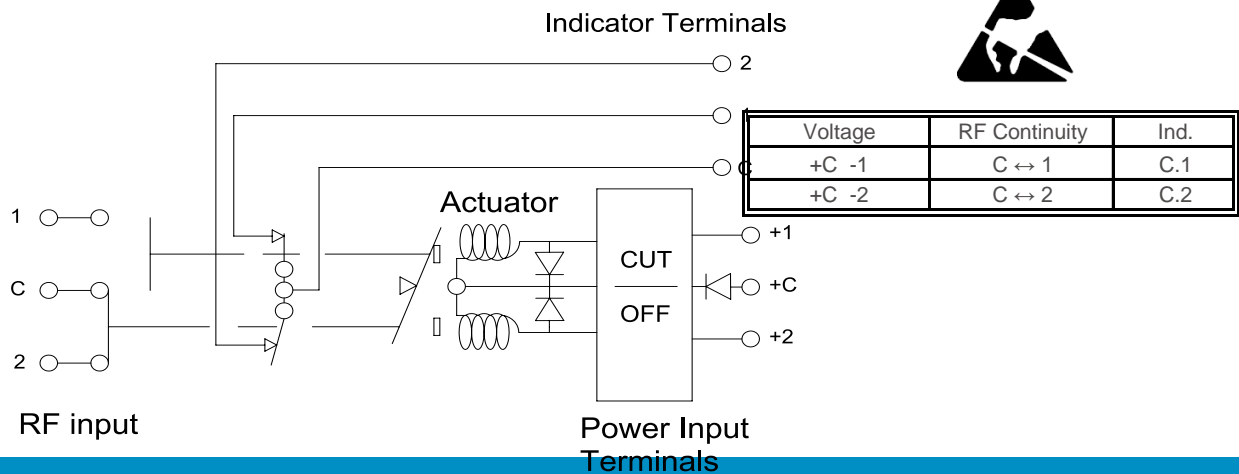 Indicator Terminals
2
1
C
Voltage RF Continuity Ind.
+C -1 C ↔ 1 C.1
+C -2 C ↔ 2 C.2
Actuator
1
C
2
CUT
OFF
+1
+C
+2
RF input
Power Input
Terminals